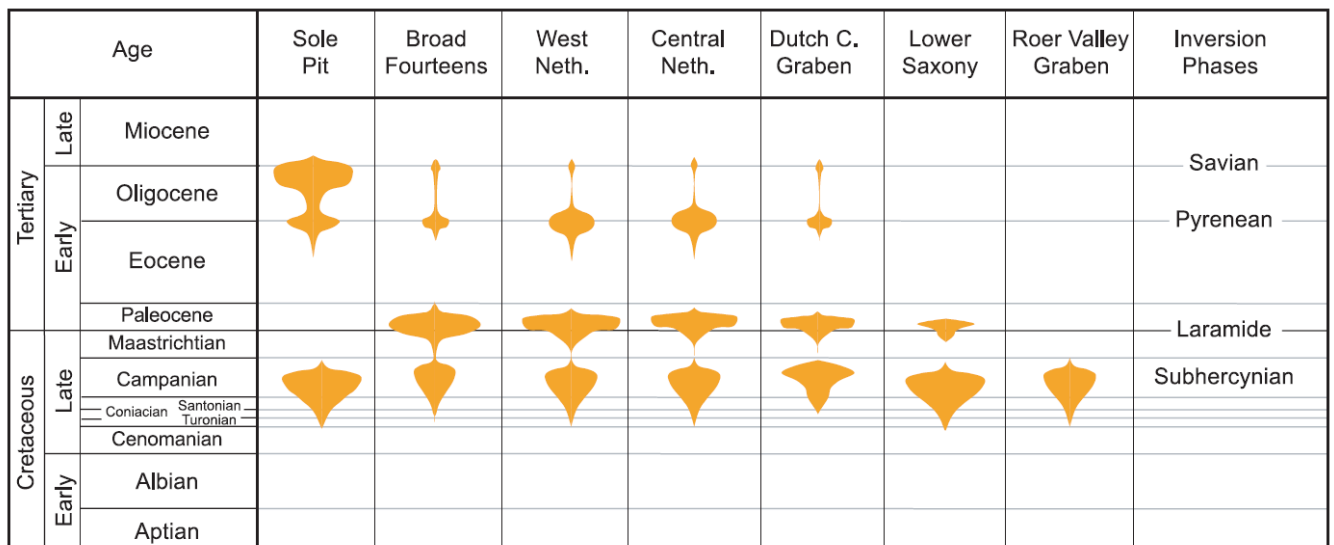 Age
Sole
Pit
Broad
Fourteens
West
Neth.
Central
Neth.
Dutch C.
Graben
Lower
Saxony
Roer Valley
Graben
Inversion
Phases
Tertiary
Late
Miocene
Early
Oligocene
Eocene
Paleocene
Cretaceous
Late
Maastrichtian
Campanian
Santonian
Coniacian
Turonian
Cenomanian
Early
Albian
Aptian
Savian
Pyrenean
Laramide
Subhercynian